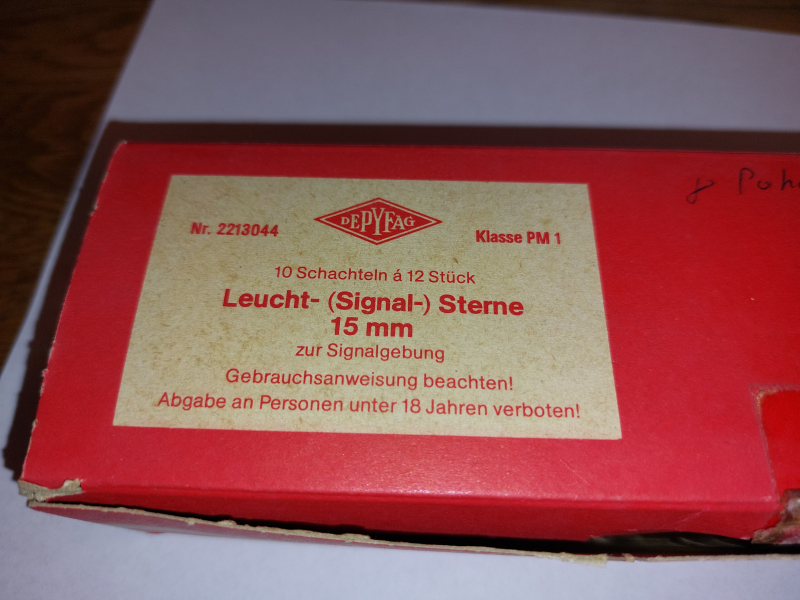 DEPYFAG
Nr. 2213044
Klasse PM 1
10 Schachteln á 12 Stück
Leucht- (Signal-) Sterne
15 mm
zur Signalgebung
Gebrauchsanweisung beachten!
Abgabe an Personen unter 18 Jahren verboten!